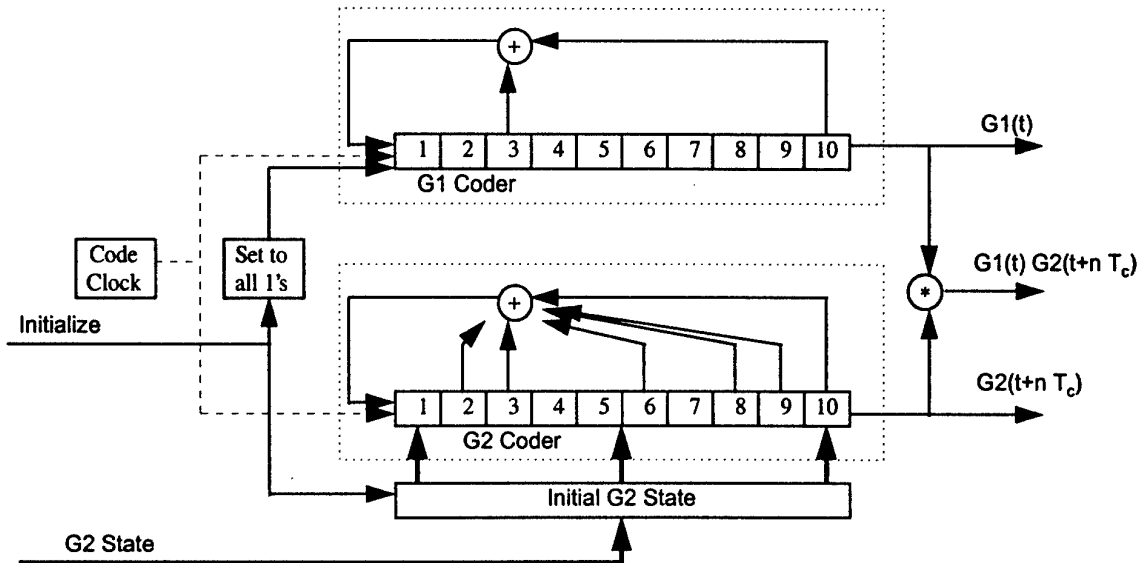 +
G1(t)
1 2 3 4 5 6 7 8 9 10
G1 Coder
Code
Clock
Set to
all 1's
G1(t) G2(t+n Tc)
*
Initialize
+
G2(t+n Tc)
1 2 3 4 5 6 7 8 9 10
G2 Coder
Initial G2 State
G2 State